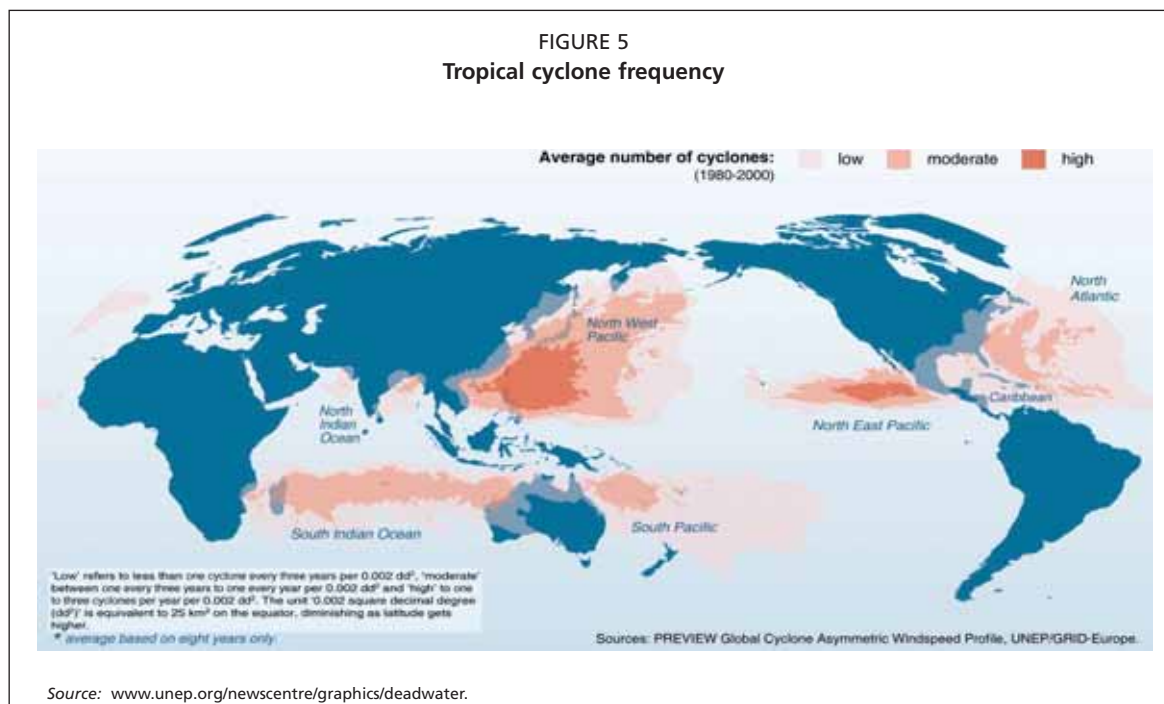 FIGURE 5
Tropical cyclone frequency
Average number of cyclones: low moderate high
(1980-2000)
North
Atlantic
North West
Pacific
Caribbean
North
Indian
Ocean*
North East Pacific
South Indian Ocean
South Pacific
'Low' refers to less than one cyclone every three years per 0.002 dd², 'moderate'
between one every three years to one every year per 0.002 dd² and 'high' to one
to three cyclones per year per 0.002 dd². The unit '0.002 square decimal degree
(dd²)' is equivalent to 25 km² on the equator, diminishing as latitude gets
higher.
* average based on eight years only.
Sources: PREVIEW Global Cyclone Asymmetric Windspeed Profile, UNEP/GRID-Europe.
Source: www.unep.org/newscentre/graphics/deadwater.